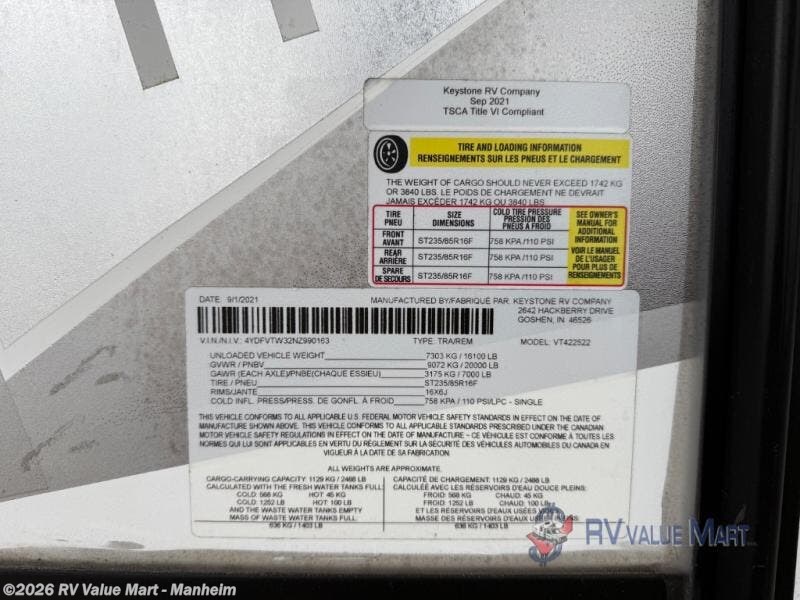 Keystone RV Company
Sep 2021
TSCA Title VI Compliant
TIRE AND LOADING INFORMATION
RENSEIGNEMENTS SUR LES PNEUS ET LE CHARGEMENT
THE WEIGHT OF CARGO SHOULD NEVER EXCEED 1742 KG
OR 3840 LBS. LE POIDS DE CHARGEMENT NE DEVRAIT
JAMAIS EXCÉDER 1742 KG OU 3840 LBS.
TIRE PNEU SIZE DIMENSIONS COLD TIRE PRESSURE PRESSION DES PNEUS À FROID
FRONT AVANT ST235/85R16F 758 KPA /110 PSI
REAR ARRIÈRE ST235/85R16F 758 KPA /110 PSI
SPARE DE SECOURS ST235/85R16F 758 KPA /110 PSI
SEE OWNER'S
MANUAL FOR
ADDITIONAL
INFORMATION
VOIR LE MANUEL
DE L'USAGER
POUR PLUS DE
RENSEIGNEMENTS
DATE: 9/1/2021 MANUFACTURED BY/FABRIQUÉ PAR: KEYSTONE RV COMPANY
2642 HACKBERRY DRIVE
GOSHEN, IN 46526
V.I.N./N.I.V.: 4YDFVTW32NZ990163 TYPE: TRA/REM MODEL: VT422522
UNLOADED VEHICLE WEIGHT 7303 KG / 16100 LB
GVWR / PNBV 9072 KG / 20000 LB
GAWR (EACH AXLE)/PNBE(CHAQUE ESSIEU) 3175 KG/ 7000 LB
TIRE / PNEU ST235/85R16F
RIMS/JANTE 16X6J
COLD INFL. PRESS/PRESS. DE GONFL. À FROID 758 KPA / 110 PSI/LPC - SINGLE
THIS VEHICLE CONFORMS TO ALL APPLICABLE U.S. FEDERAL MOTOR VEHICLE SAFETY STANDARDS IN EFFECT ON THE DATE OF
MANUFACTURE SHOWN ABOVE. THIS VEHICLE CONFORMS TO ALL APPLICABLE STANDARDS PRESCRIBED UNDER THE CANADIAN
MOTOR VEHICLE SAFETY REGULATIONS IN EFFECT ON THE DATE OF MANUFACTURE – CE VÉHICULE EST CONFORME À TOUTES LES
NORMES QUI LUI SONT APPLICABLES EN VERTU DU RÈGLEMENT SUR LA SÉCURITÉ DES VÉHICULES AUTOMOBILES DU CANADA EN
VIGUEUR À LA DATE DE SA FABRICATION.
ALL WEIGHTS ARE APPROXIMATE.
CARGO-CARRYING CAPACITY: 1129 KG / 2488 LB
CALCULATED WITH THE FRESH WATER TANKS FULL:
COLD: 568 KG HOT: 45 KG
COLD: 1252 LB HOT: 100 LB
AND THE WASTE WATER TANKS EMPTY
MASS OF WASTE WATER TANKS FULL:
636 KG / 1403 LB
CAPACITÉ DE CHARGEMENT: 1129 KG / 2488 LB
CALCULÉE AVEC LES RÉSERVOIRS D'EAU DOUCE PLEINS:
FROID: 568 KG CHAUD: 45 KG
FROID: 1252 LB CHAUD: 100 LB
ET LES RÉSERVOIRS D'EAUX USÉES VIDES
MASSE DES RÉSERVOIRS D'EAUX USÉES PLEINS:
636 KG / 1403 LB
RV VALUE MART
©2026 RV Value Mart - Manheim